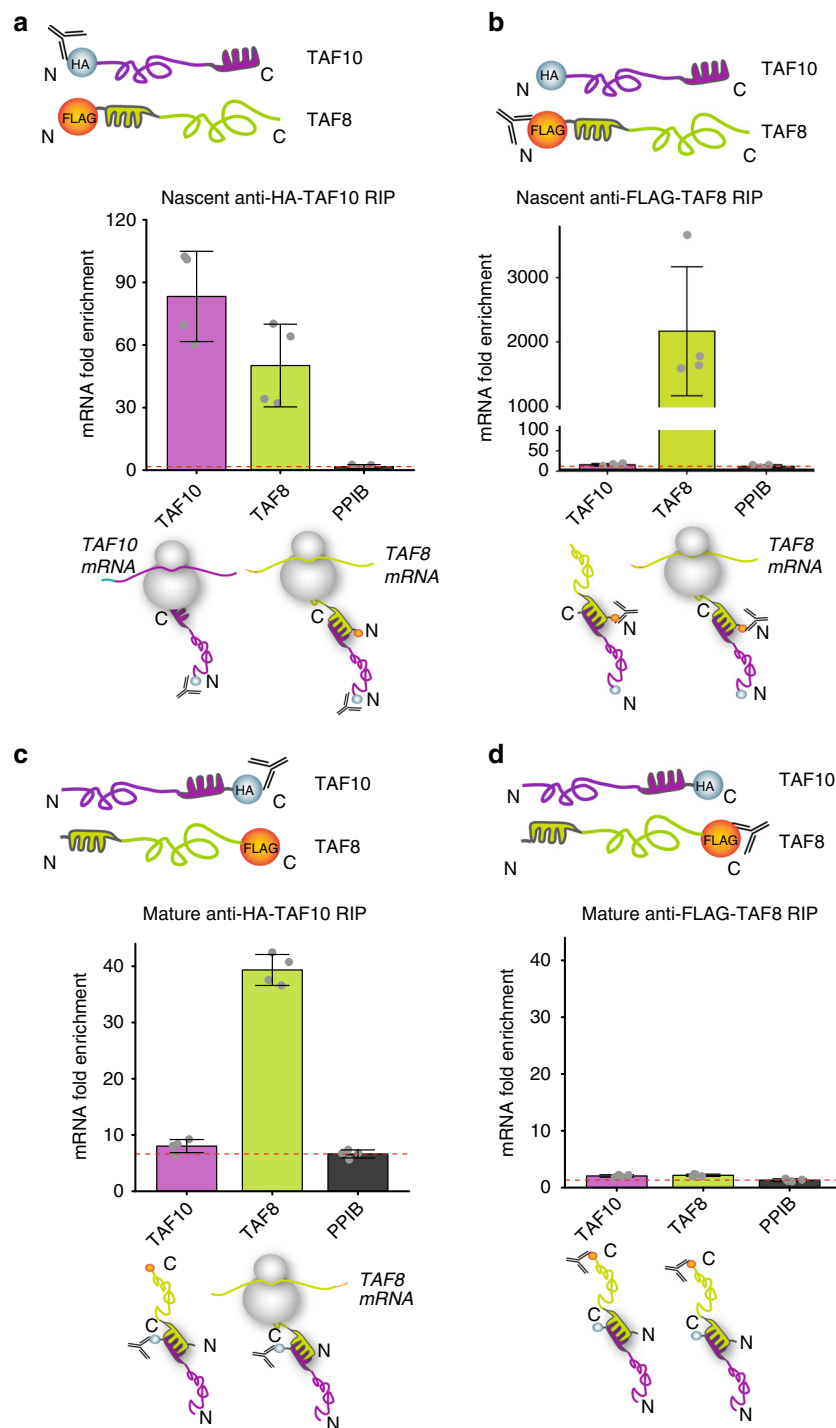 a
HA
N
C
TAF10
FLAG
N
C
TAF8
Nascent anti-HA-TAF10 RIP
mRNA fold enrichment
120
90
60
30
0
TAF10
TAF8
PPIB
TAF10
mRNA
TAF8
mRNA
C
N
C
N
N
b
HA
N
C
TAF10
FLAG
N
C
TAF8
Nascent anti-FLAG-TAF8 RIP
mRNA fold enrichment
3000
2000
1000
100
50
0
TAF10
TAF8
PPIB
TAF8
mRNA
C
N
N
C
N
N
c
N
HA
C
TAF10
N
FLAG
C
TAF8
Mature anti-HA-TAF10 RIP
mRNA fold enrichment
40
30
20
10
0
TAF10
TAF8
PPIB
TAF8
mRNA
C
C
N
N
C
N
N
d
N
HA
C
TAF10
N
FLAG
C
TAF8
Mature anti-FLAG-TAF8 RIP
mRNA fold enrichment
40
30
20
10
0
TAF10
TAF8
PPIB
C
C
N
N
C
C
N
N